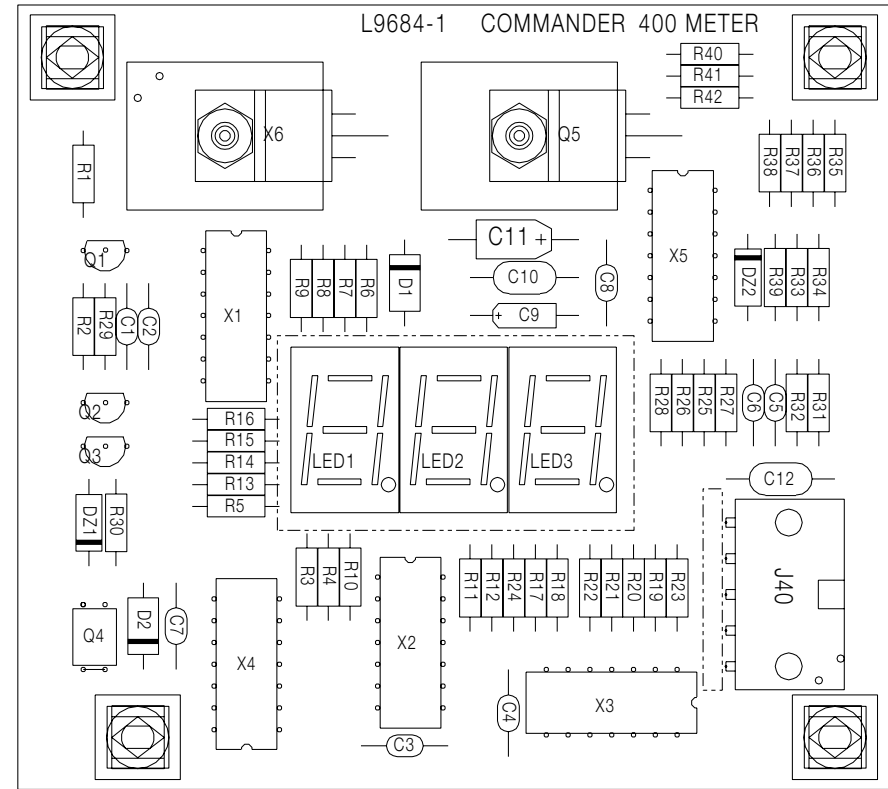 L9684-1 COMMANDER 400 METER
R40
R41
R42
X6
Q5
R1
R38
R37
R36
R35
Q1
C11 +
X5
C10
C8
DZ2
R39
R33
R34
R9
R8
R7
R6
D1
X1
+ C9
R2
R29
C1
C2
Q2
Q3
R16
R15
R14
R13
R5
LED1
LED2
LED3
R28
R26
R25
R27
C6
C5
R32
R31
C12
DZ1
R30
R3
R4
R10
R11
R12
R24
R17
R18
R22
R21
R20
R19
R23
J40
Q4
D2
C7
X4
X2
C4
X3
C3